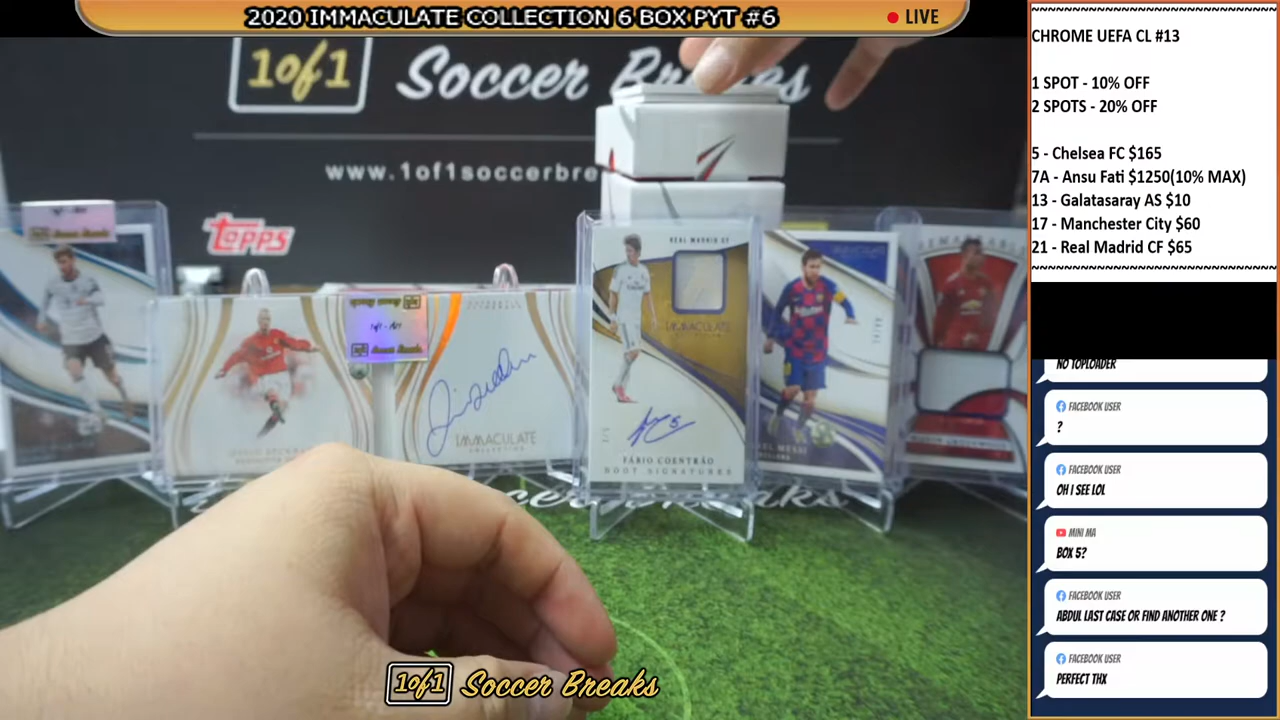 2020 IMMACULATE COLLECTION 6 BOX PYT #6
LIVE
1of1 Soccer Breaks
www.1of1soccerbre
topps
REAL MADRID CF
IMMACULATE
IMMACULATE
COLLECTION
FÁBIO COENTRÃO
BOOT SIGNATURES
1of1 Soccer Breaks
~~~~~~~~~~~~~~~~~~~~~~~~~~~~
CHROME UEFA CL #13
1 SPOT - 10% OFF
2 SPOTS - 20% OFF
5 - Chelsea FC $165
7A - Ansu Fati $1250(10% MAX)
13 - Galatasaray AS $10
17 - Manchester City $60
21 - Real Madrid CF $65
~~~~~~~~~~~~~~~~~~~~~~~~~~~~
NO TOPLOADER
FACEBOOK USER
?
FACEBOOK USER
OH I SEE LOL
MINI MA
BOX 5?
FACEBOOK USER
ABDUL LAST CASE OR FIND ANOTHER ONE ?
FACEBOOK USER
PERFECT THX